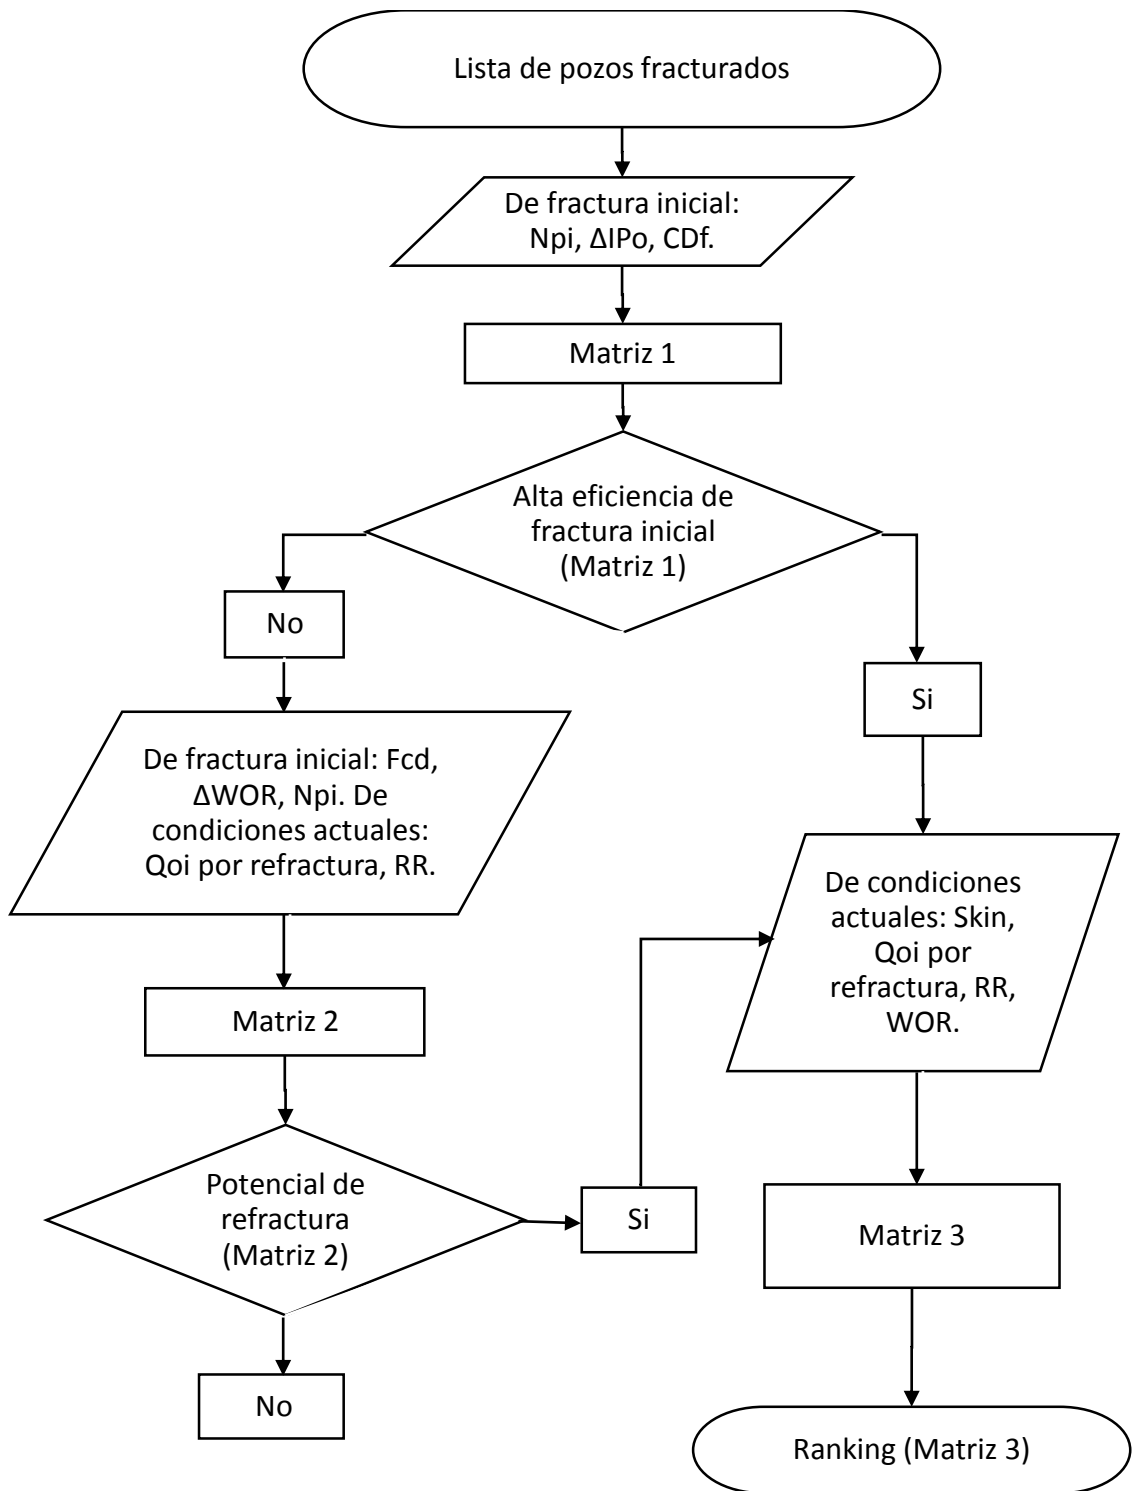 Lista de pozos fracturados
De fractura inicial:
Npi, ΔIPo, CDf.
Matriz 1
Alta eficiencia de
fractura inicial
(Matriz 1)
No
Si
De fractura inicial: Fcd,
ΔWOR, Npi. De
condiciones actuales:
Qoi por refractura, RR.
De condiciones
actuales: Skin,
Qoi por
refractura, RR,
WOR.
Matriz 2
Potencial de
refractura
(Matriz 2)
Si
Matriz 3
No
Ranking (Matriz 3)